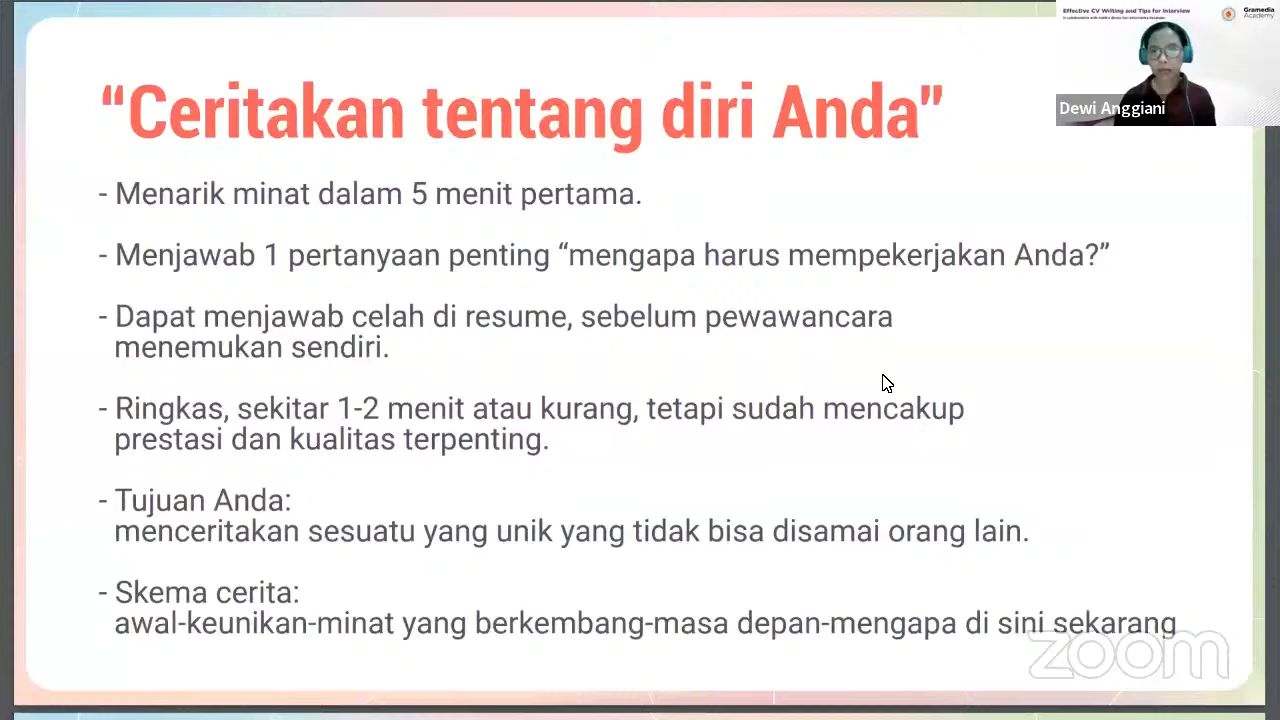 Effective CV Writing and Tips for Interview
Gramedia
Academy
Dewi Anggiani
“Ceritakan tentang diri Anda”
- Menarik minat dalam 5 menit pertama.
- Menjawab 1 pertanyaan penting “mengapa harus mempekerjakan Anda?”
- Dapat menjawab celah di resume, sebelum pewawancara
menemukan sendiri.
- Ringkas, sekitar 1-2 menit atau kurang, tetapi sudah mencakup
prestasi dan kualitas terpenting.
- Tujuan Anda:
menceritakan sesuatu yang unik yang tidak bisa disamai orang lain.
- Skema cerita:
awal-keunikan-minat yang berkembang-masa depan-mengapa di sini sekarang
zoom